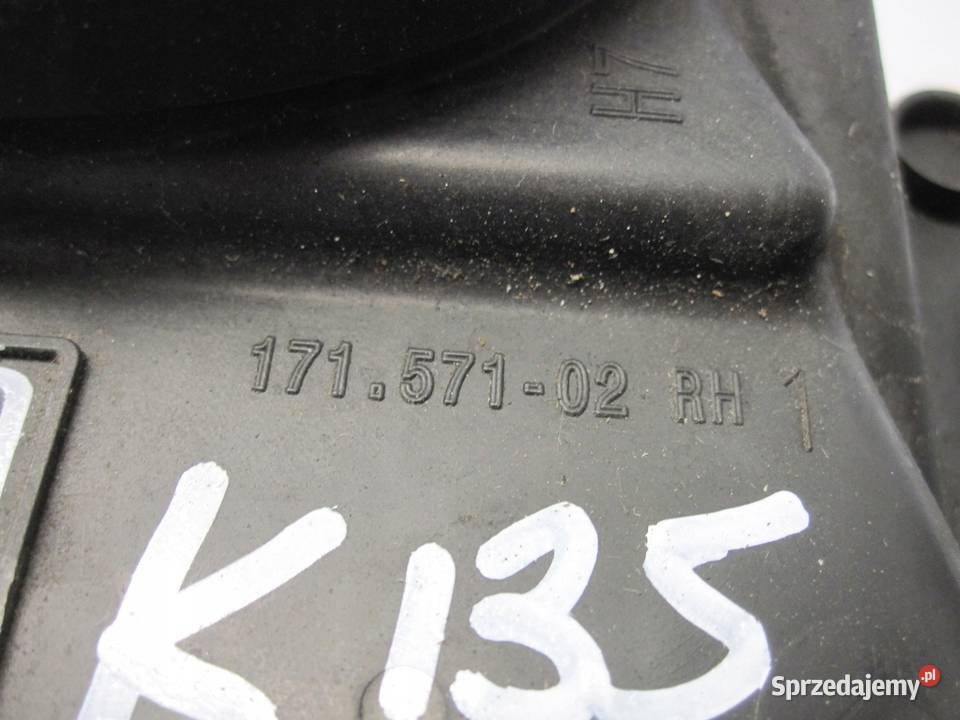 H7
171.571-02 RH 1
K135
Sprzedajemy.pl